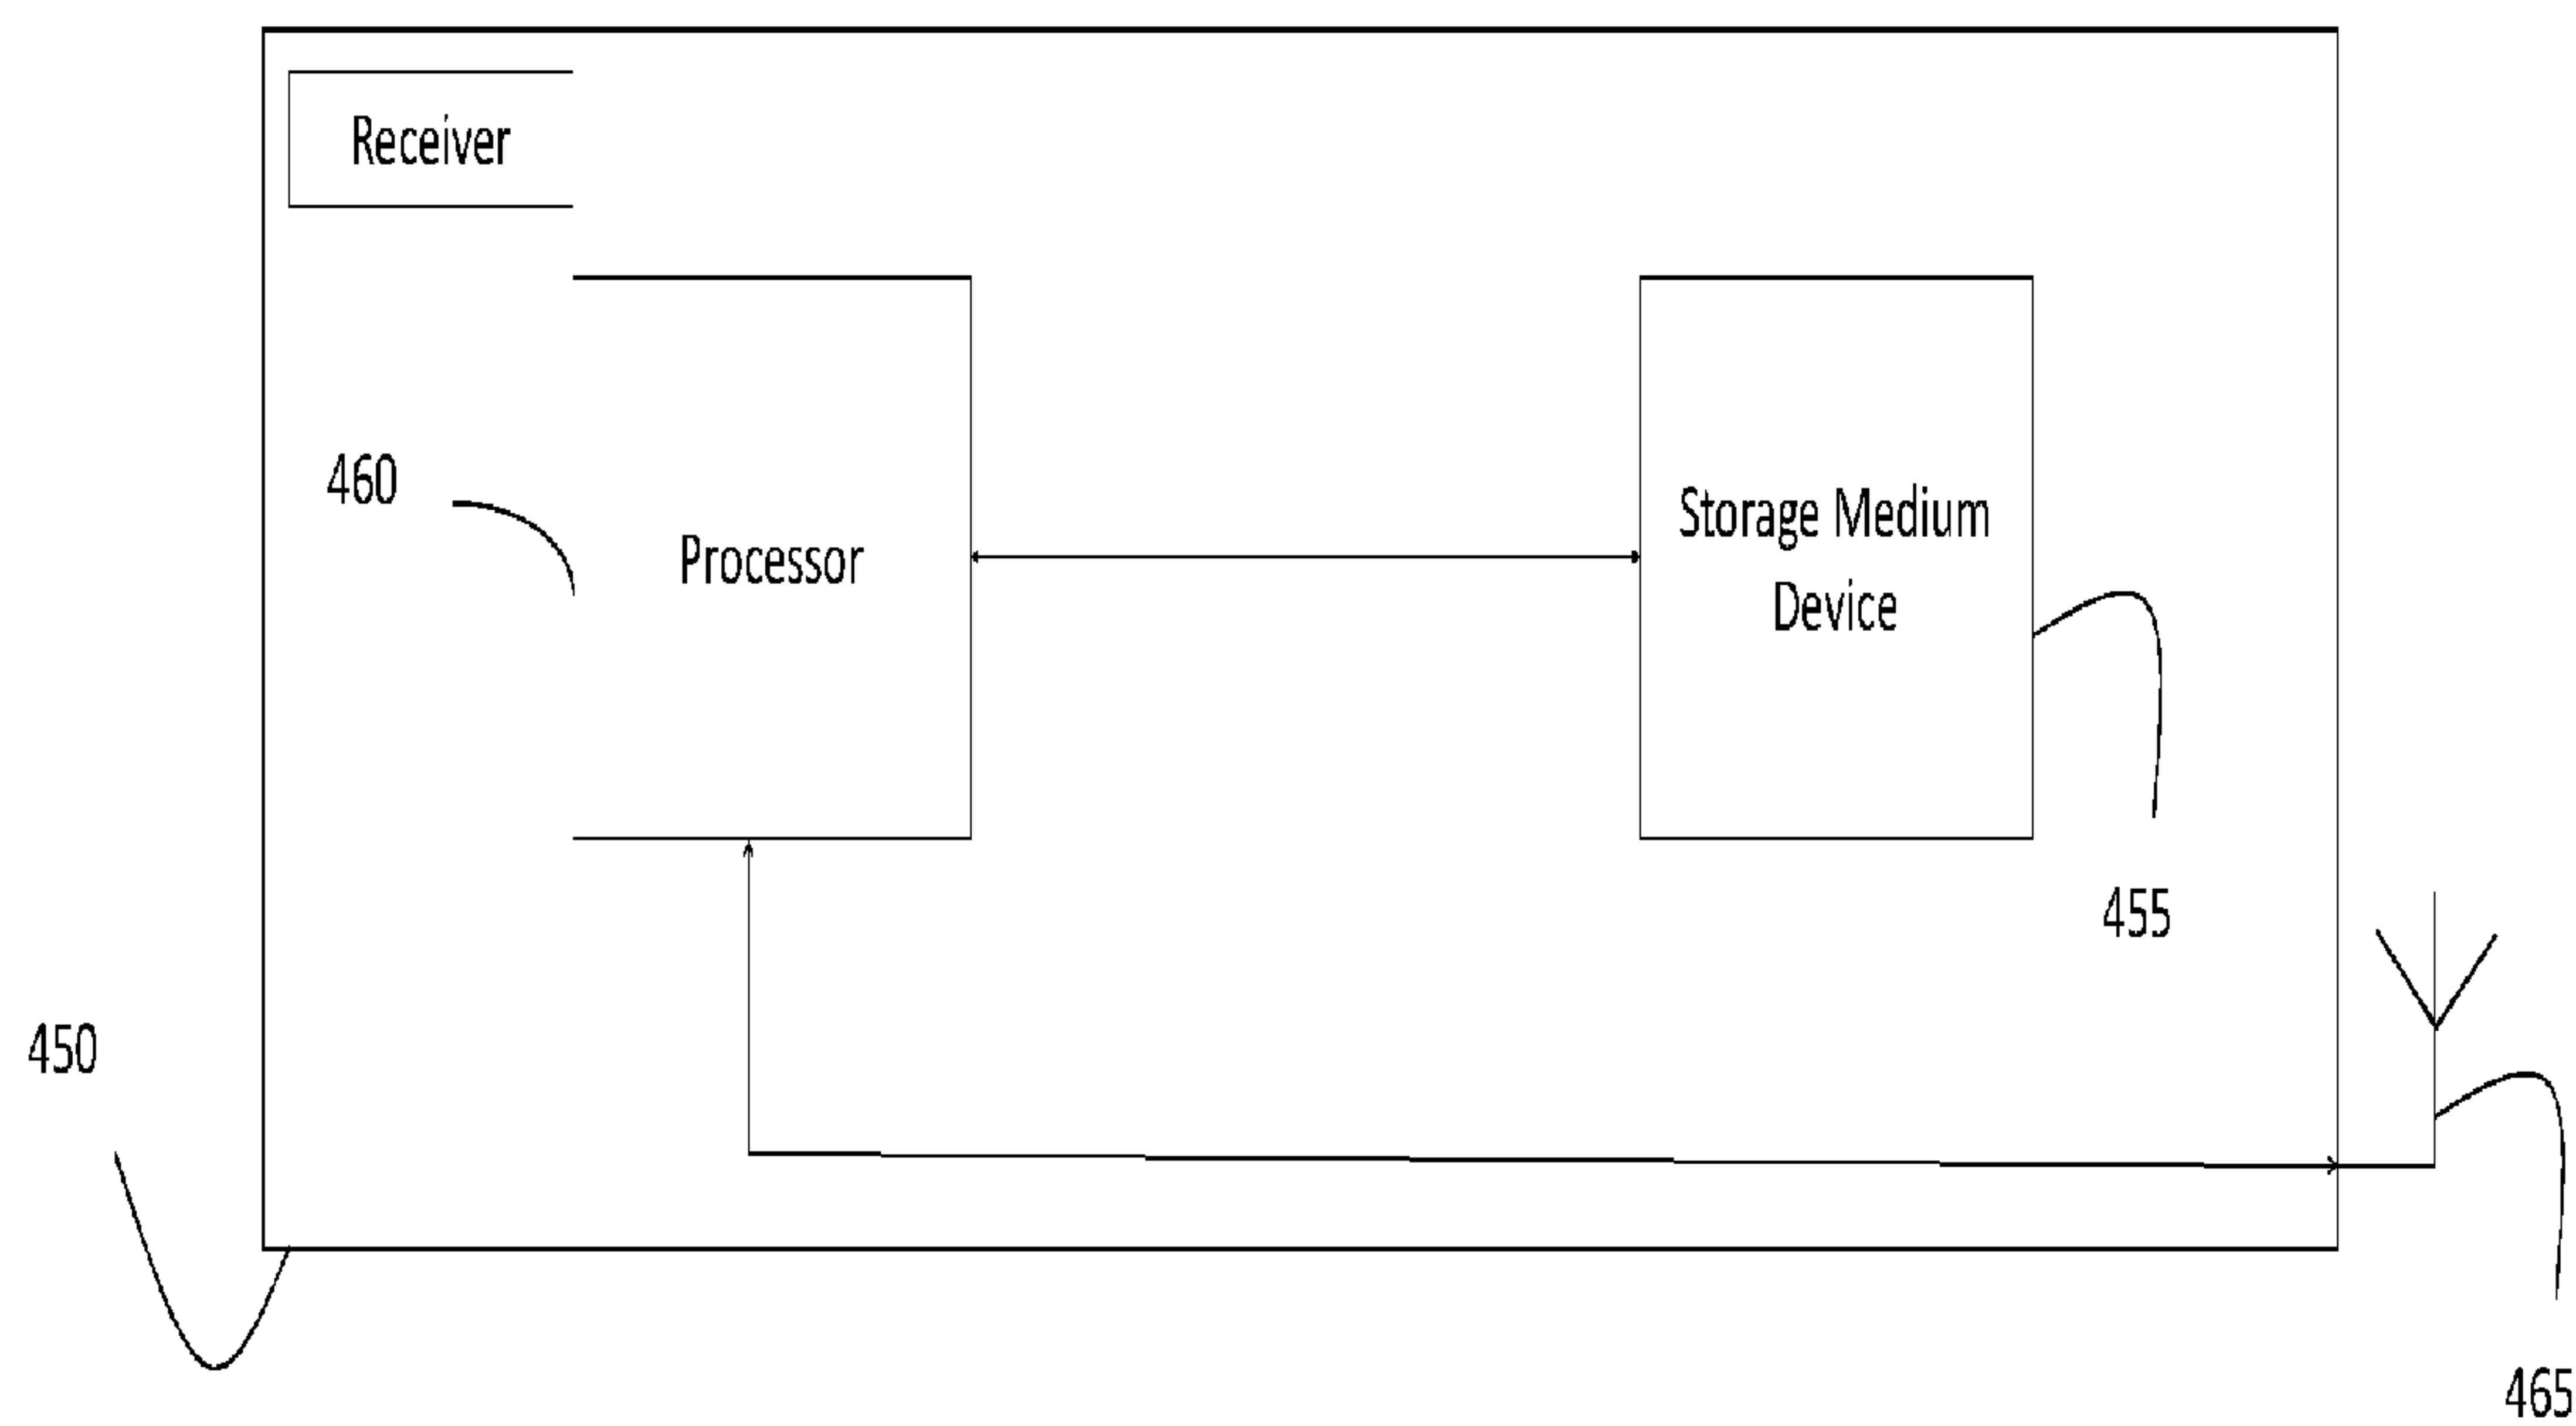 Receiver
460
Processor
Storage Medium
Device
455
450
465